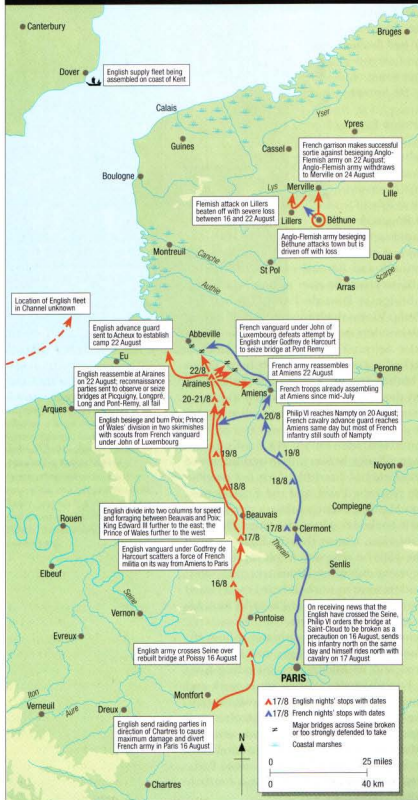 Canterbury
Bruges
Dover
English supply fleet being
assembled on coast of Kent
Calais
Yser
Ypres
Guines
Cassel
French garrison makes successful
sortie against besieging Anglo-
Flemish army on 22 August;
Anglo-Flemish army withdraws
to Merville on 24 August
Boulogne
Lys
Merville
Lille
Flemish attack on Lillers
beaten off with severe loss
between 16 and 22 August
Lillers
Béthune
Anglo-Flemish army besieging
Béthune attacks town but is
driven off with loss
Montreuil
Canche
St Pol
Douai
Scarpe
Authie
Arras
Location of English fleet
in Channel unknown
English advance guard
sent to Acheux to establish
camp 22 August
Abbeville
French vanguard under John of
Luxembourg defeats attempt by
English under Godfrey de Harcourt
to seize bridge at Pont Remy
Eu
22/8
French army reassembles
at Amiens 22 August
Peronne
English reassemble at Airaines
on 22 August; reconnaissance
parties sent to observe or seize
bridges at Picquigny, Longpré,
Long and Pont-Remy, all fail
Airaines
Amiens
French troops already assembling
at Amiens since mid-July
20-21/8
Arques
20/8
Philip VI reaches Nampty on 20 August;
French cavalry advance guard reaches
Amiens same day but most of French
infantry still south of Nampty
English besiege and burn Poix; Prince
of Wales' division in two skirmishes
with scouts from French vanguard
under John of Luxembourg
19/8
19/8
Noyon
18/8
18/8
English divide into two columns for speed
and forraging between Beauvais and Poix;
King Edward III further to the east; the
Prince of Wales further to the west
Beauvais
Compiegne
Rouen
17/8
17/8
Clermont
English vanguard under Godfrey de
Harcourt scatters a force of French
militia on its way from Amiens to Paris
Therain
Senlis
Elbeuf
16/8
Seine
Vernon
Pontoise
On receiving news that the
English have crossed the Seine,
Philip VI orders the bridge at
Saint-Cloud to be broken as a
precaution on 16 August, sends
his infantry north on the same
day and himself rides north with
cavalry on 17 August
Evreux
English army crosses Seine over
rebuilt bridge at Poissy 16 August
PARIS
Iton
Montfort
Verneuil
Aure
Dreux
English send raiding parties in
direction of Chartres to cause
maximum damage and divert
French army in Paris 16 August
Chartres
N
17/8 English nights' stops with dates
17/8 French nights' stops with dates
Major bridges across Seine broken
or too strongly defended to take
Coastal marshes
0 25 miles
0 40 km